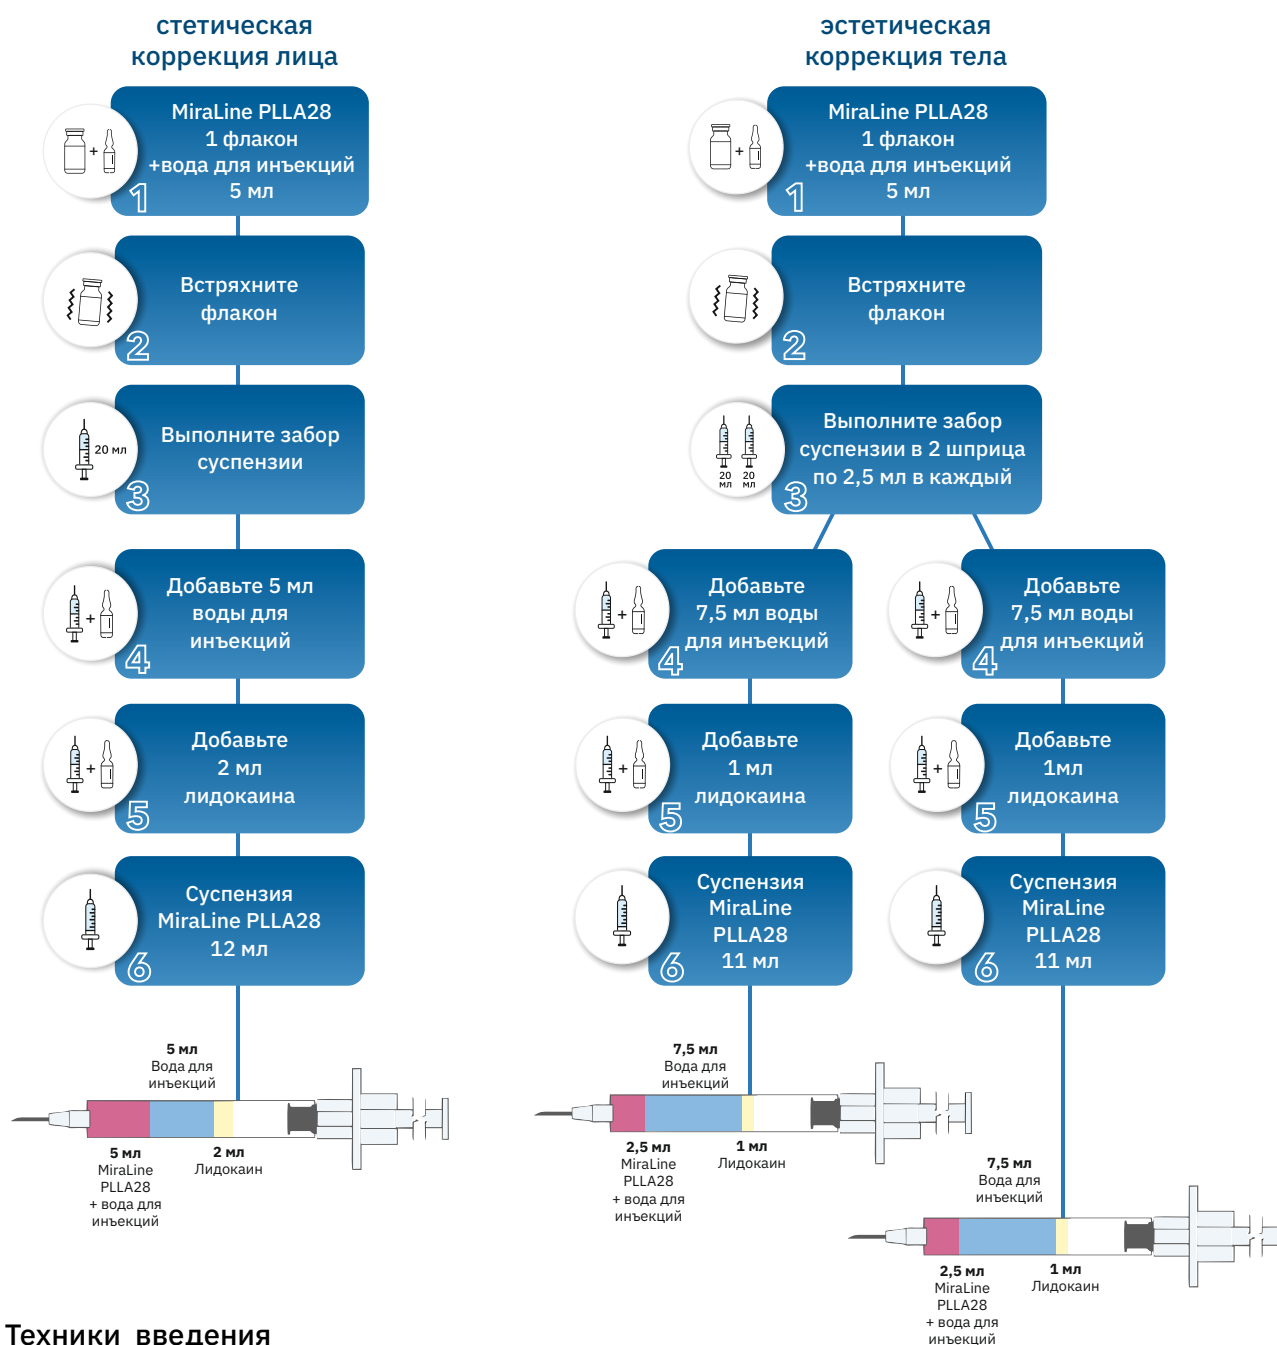 стетическая
коррекция лица
MiraLine PLLA28
1 флакон
+вода для инъекций
5 мл
1
Встряхните
флакон
2
20 мл
Выполните забор
суспензии
3
Добавьте 5 мл
воды для
инъекций
4
Добавьте
2 мл
лидокаина
5
Суспензия
MiraLine PLLA28
12 мл
6
5 мл
Вода для
инъекций
5 мл
MiraLine
PLLA28
+ вода для
инъекций
2 мл
Лидокаин
эстетическая
коррекция тела
MiraLine PLLA28
1 флакон
+вода для инъекций
5 мл
1
Встряхните
флакон
2
20
мл
20
мл
Выполните забор
суспензии в 2 шприца
по 2,5 мл в каждый
3
Добавьте
7,5 мл воды
для инъекций
4
Добавьте
1 мл
лидокаина
5
Суспензия
MiraLine
PLLA28
11 мл
6
7,5 мл
Вода для
инъекций
2,5 мл
MiraLine
PLLA28
+ вода для
инъекций
1 мл
Лидокаин
Добавьте
7,5 мл воды
для инъекций
4
Добавьте
1мл
лидокаина
5
Суспензия
MiraLine
PLLA28
11 мл
6
7,5 мл
Вода для
инъекций
2,5 мл
MiraLine
PLLA28
+ вода для
инъекций
1 мл
Лидокаин
Техники введения